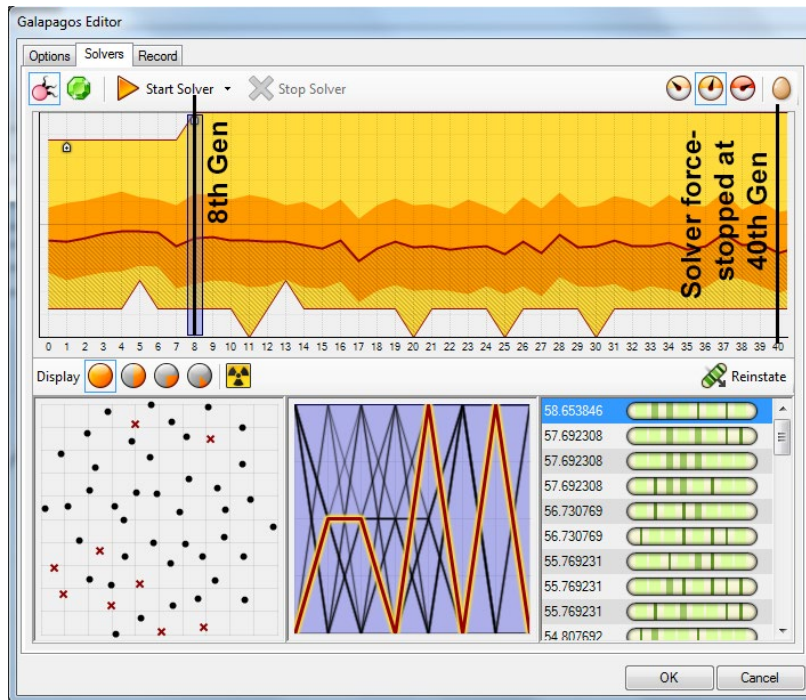 Galapagos Editor
Options Solvers Record
Start Solver Stop Solver
8th Gen
Solver force-
stopped at
40th Gen
0 1 2 3 4 5 6 7 8 9 10 11 12 13 14 15 16 17 18 19 20 21 22 23 24 25 26 27 28 29 30 31 32 33 34 35 36 37 38 39 40
Display Reinstate
58.653846
57.692308
57.692308
57.692308
56.730769
56.730769
55.769231
55.769231
55.769231
54.807692
OK Cancel